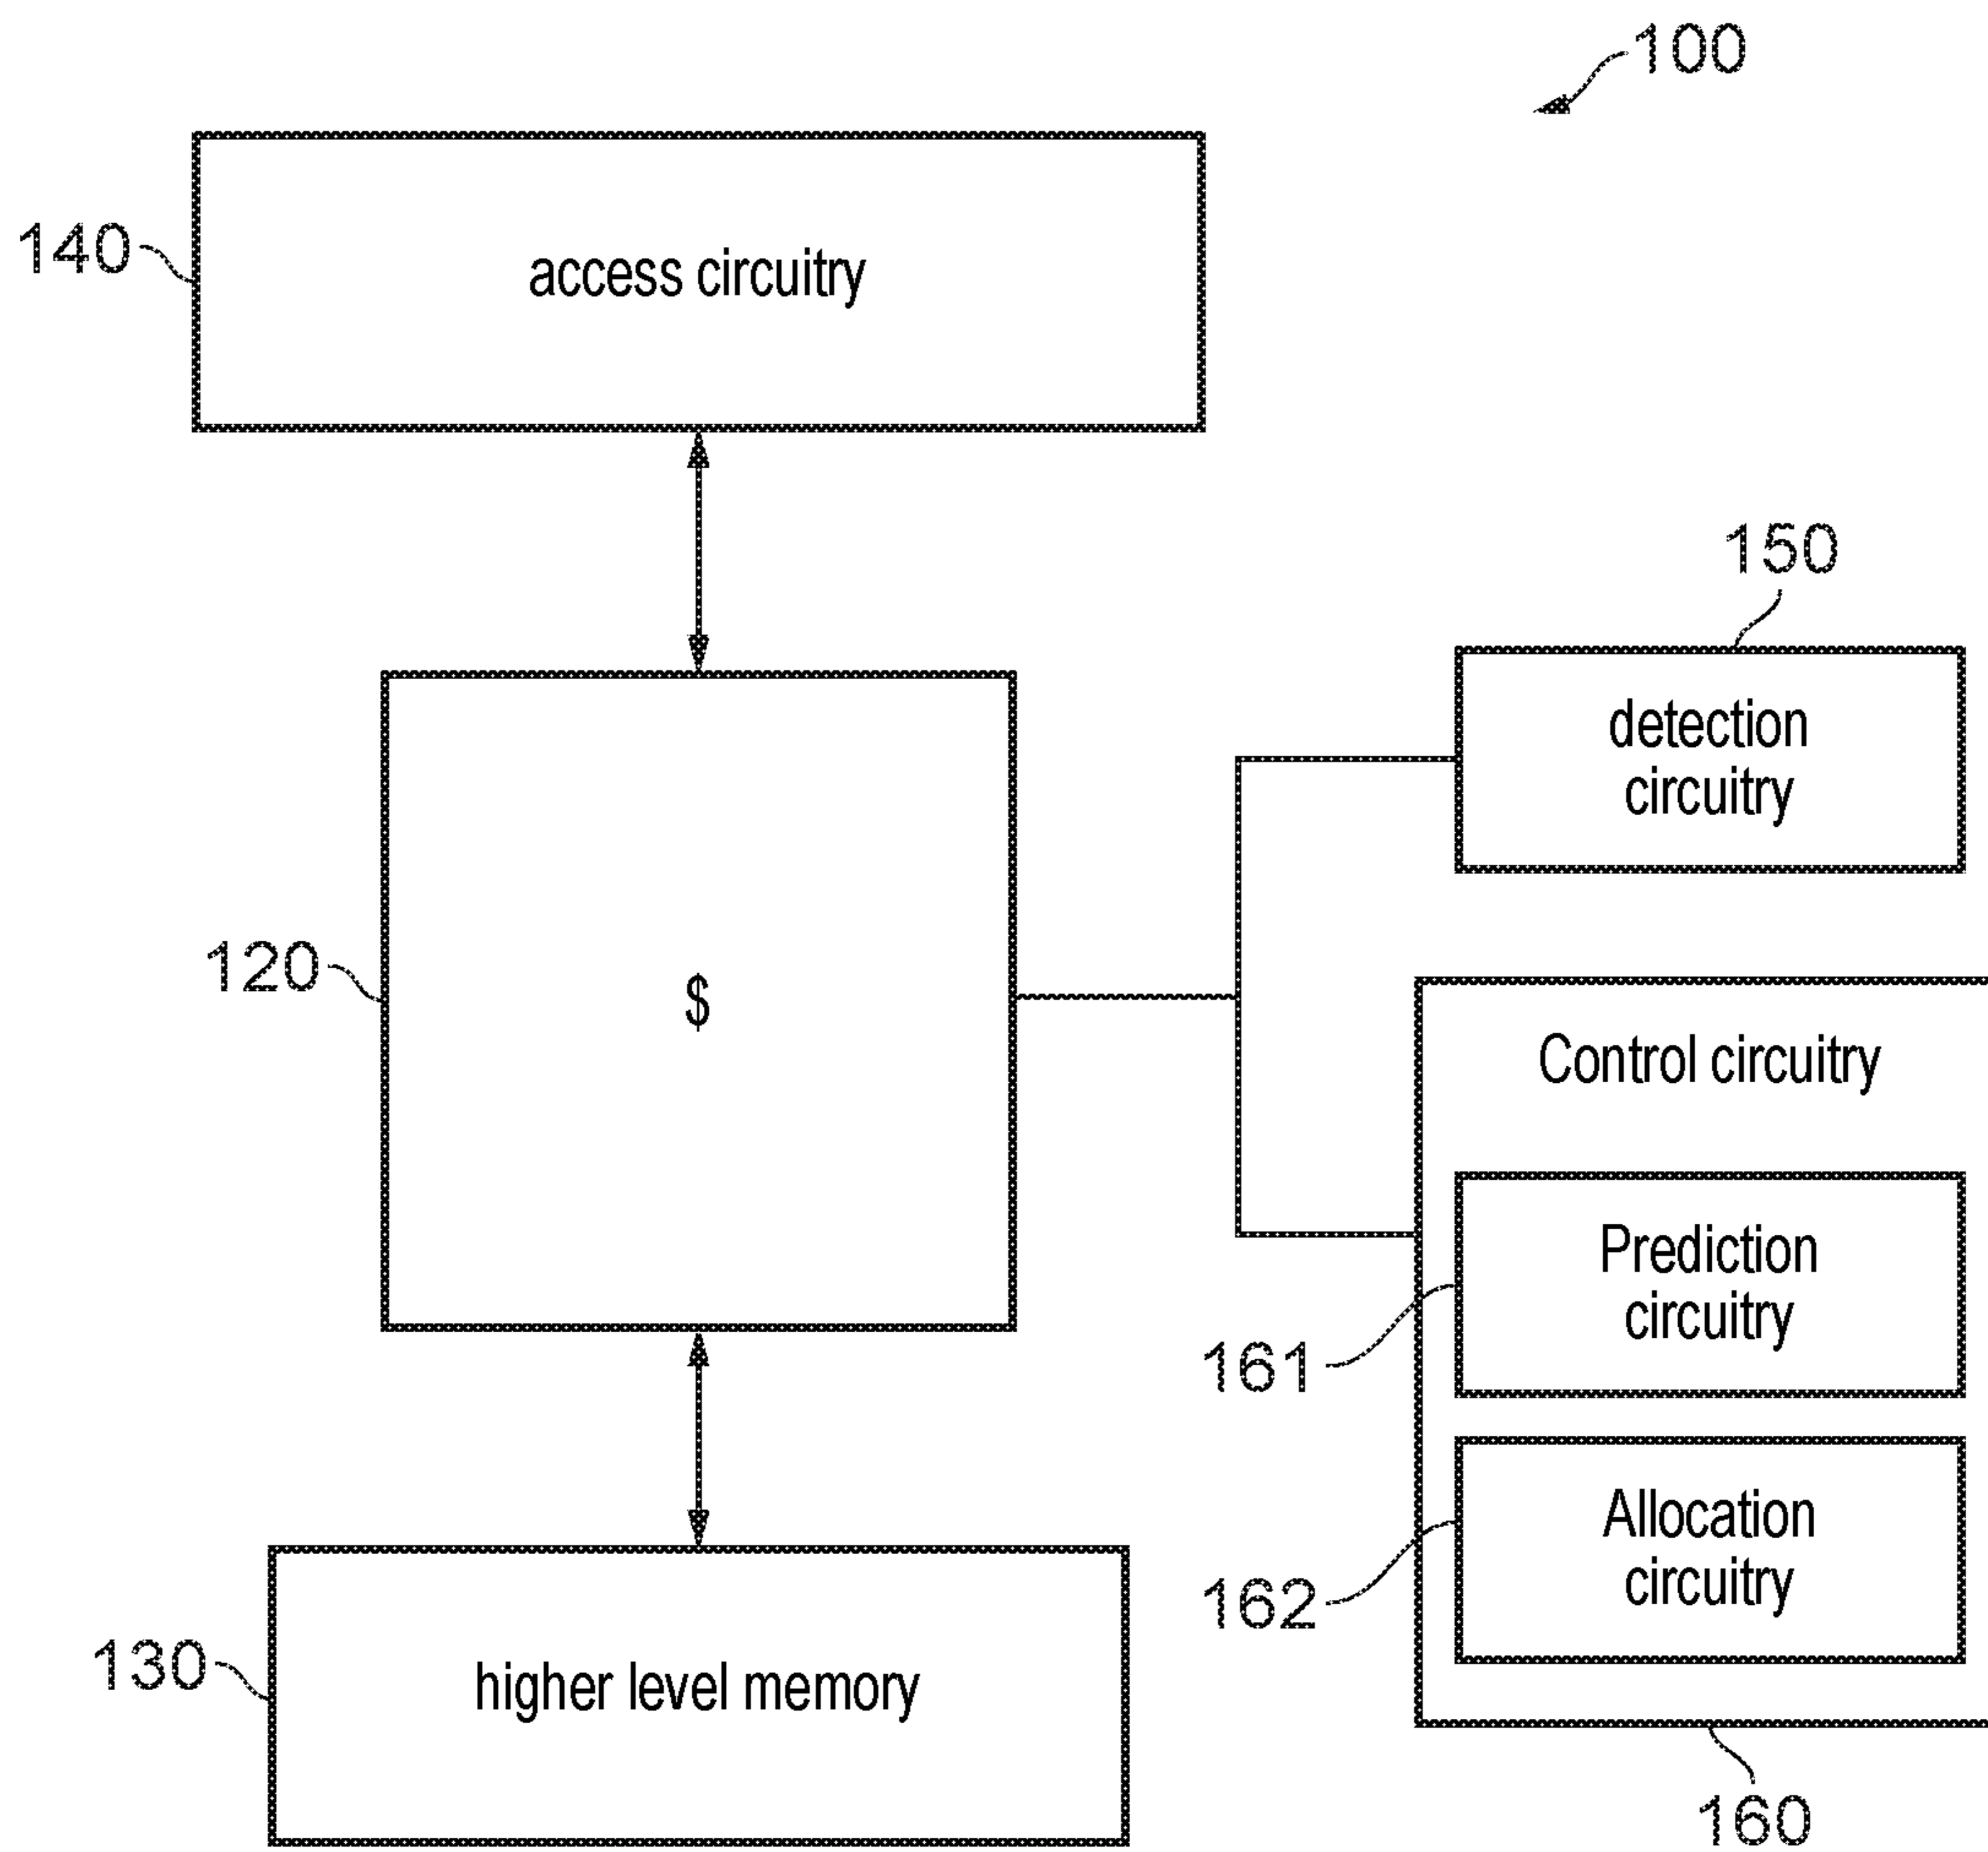 100
140
access circuitry
150
detection
circuitry
120
$
Control circuitry
Prediction
circuitry
161
Allocation
circuitry
162
130
higher level memory
160